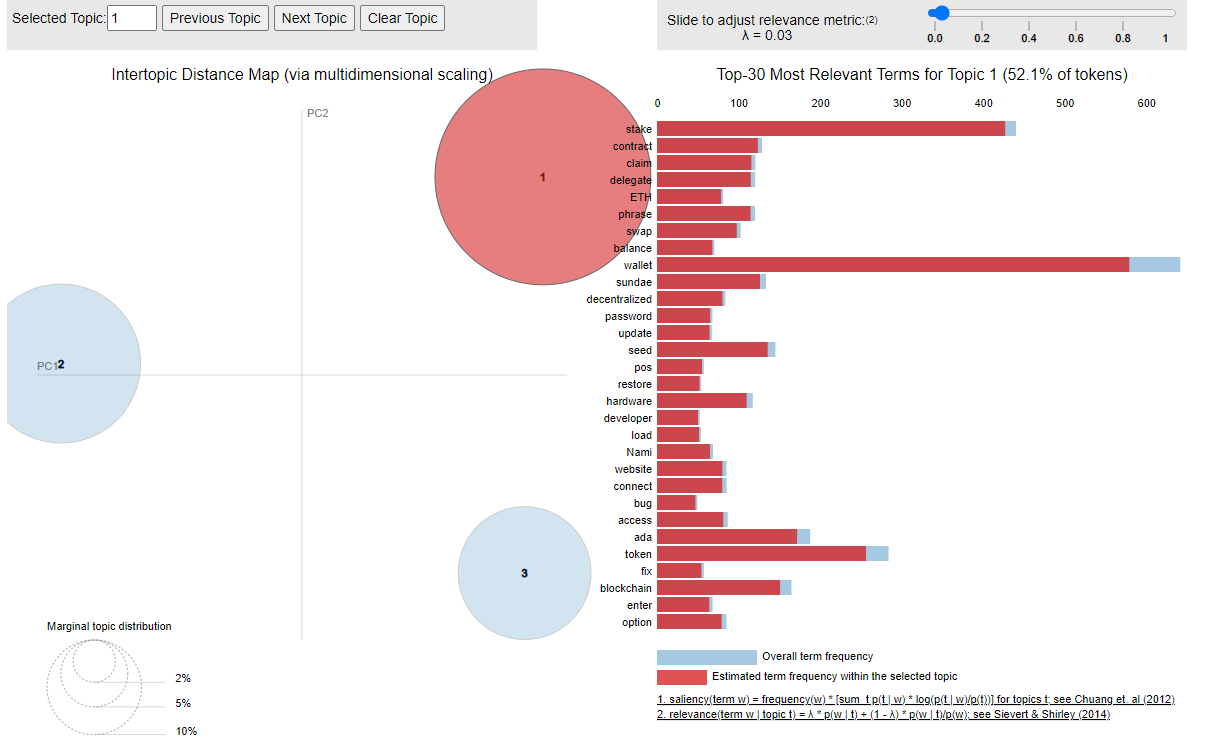 Selected Topic: 1 Previous Topic Next Topic Clear Topic
Slide to adjust relevance metric:(2)
λ = 0.03
0.0 0.2 0.4 0.6 0.8 1
Intertopic Distance Map (via multidimensional scaling)
PC2
1
PC1
2
3
Marginal topic distribution
2%
5%
10%
Top-30 Most Relevant Terms for Topic 1 (52.1% of tokens)
0 100 200 300 400 500 600
stake
contract
claim
delegate
ETH
phrase
swap
balance
wallet
sundae
decentralized
password
update
seed
pos
restore
hardware
developer
load
Nami
website
connect
bug
access
ada
token
fix
blockchain
enter
option
Overall term frequency
Estimated term frequency within the selected topic
1. saliency(term w) = frequency(w) * [sum_t p(t | w) * log(p(t | w)/p(t))] for topics t; see Chuang et. al (2012)
2. relevance(term w | topic t) = λ * p(w | t) + (1 - λ) * p(w | t)/p(w); see Sievert & Shirley (2014)